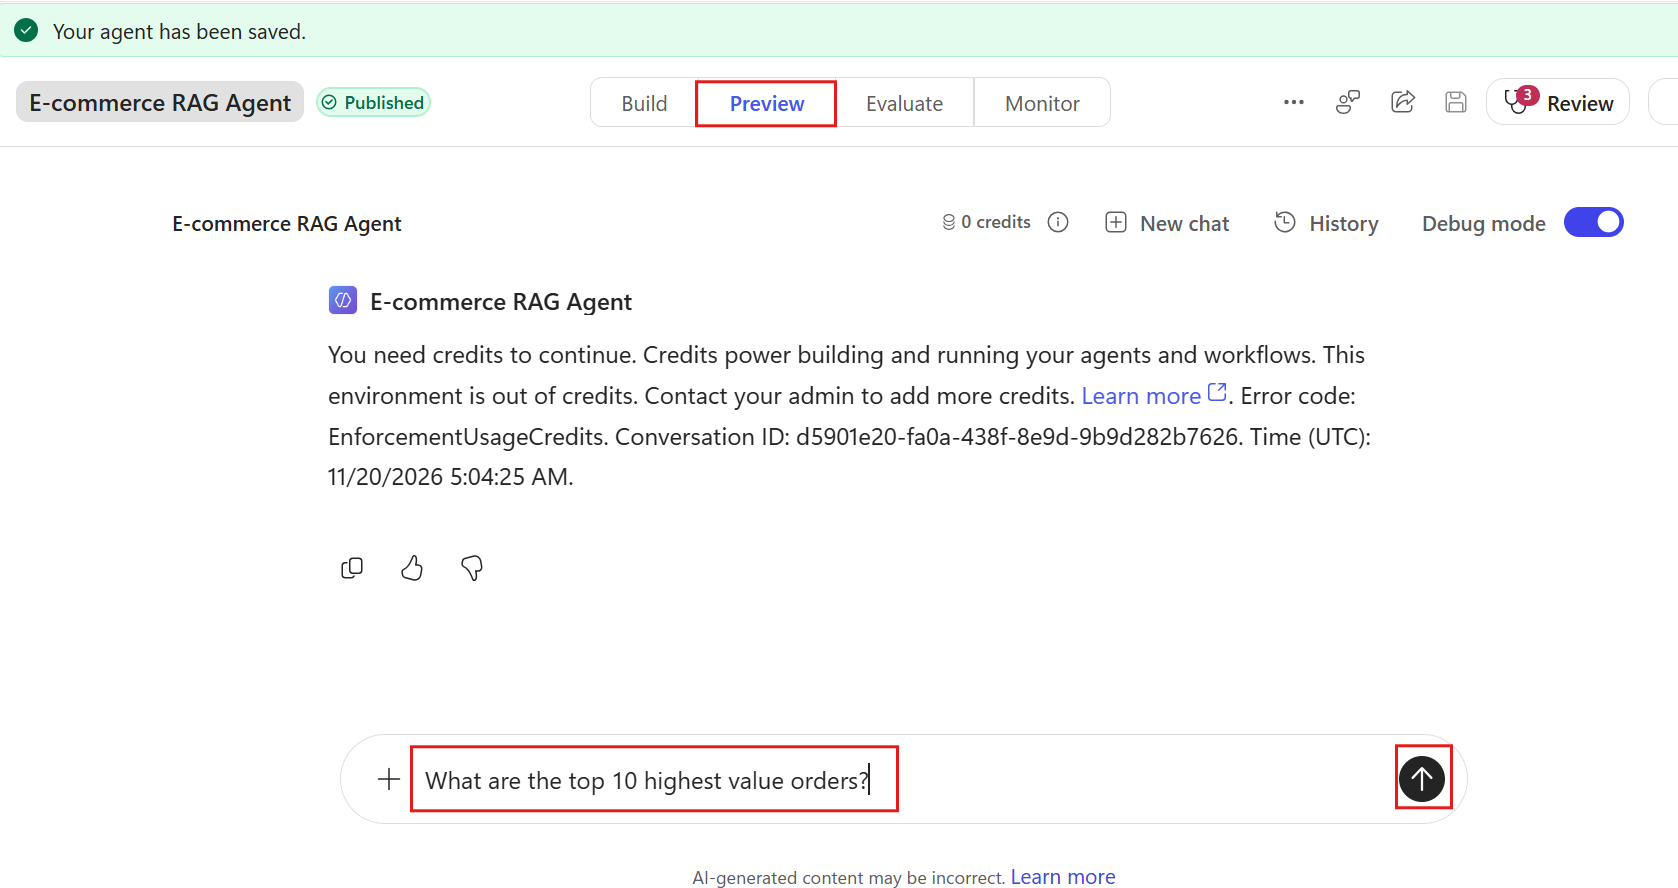 Your agent has been saved.
E-commerce RAG Agent Published Build Preview Evaluate Monitor 3 Review
E-commerce RAG Agent 0 credits New chat History Debug mode
E-commerce RAG Agent
You need credits to continue. Credits power building and running your agents and workflows. This
environment is out of credits. Contact your admin to add more credits. Learn more. Error code:
EnforcementUsageCredits. Conversation ID: d5901e20-fa0a-438f-8e9d-9b9d282b7626. Time (UTC):
11/20/2026 5:04:25 AM.
What are the top 10 highest value orders?
AI-generated content may be incorrect. Learn more